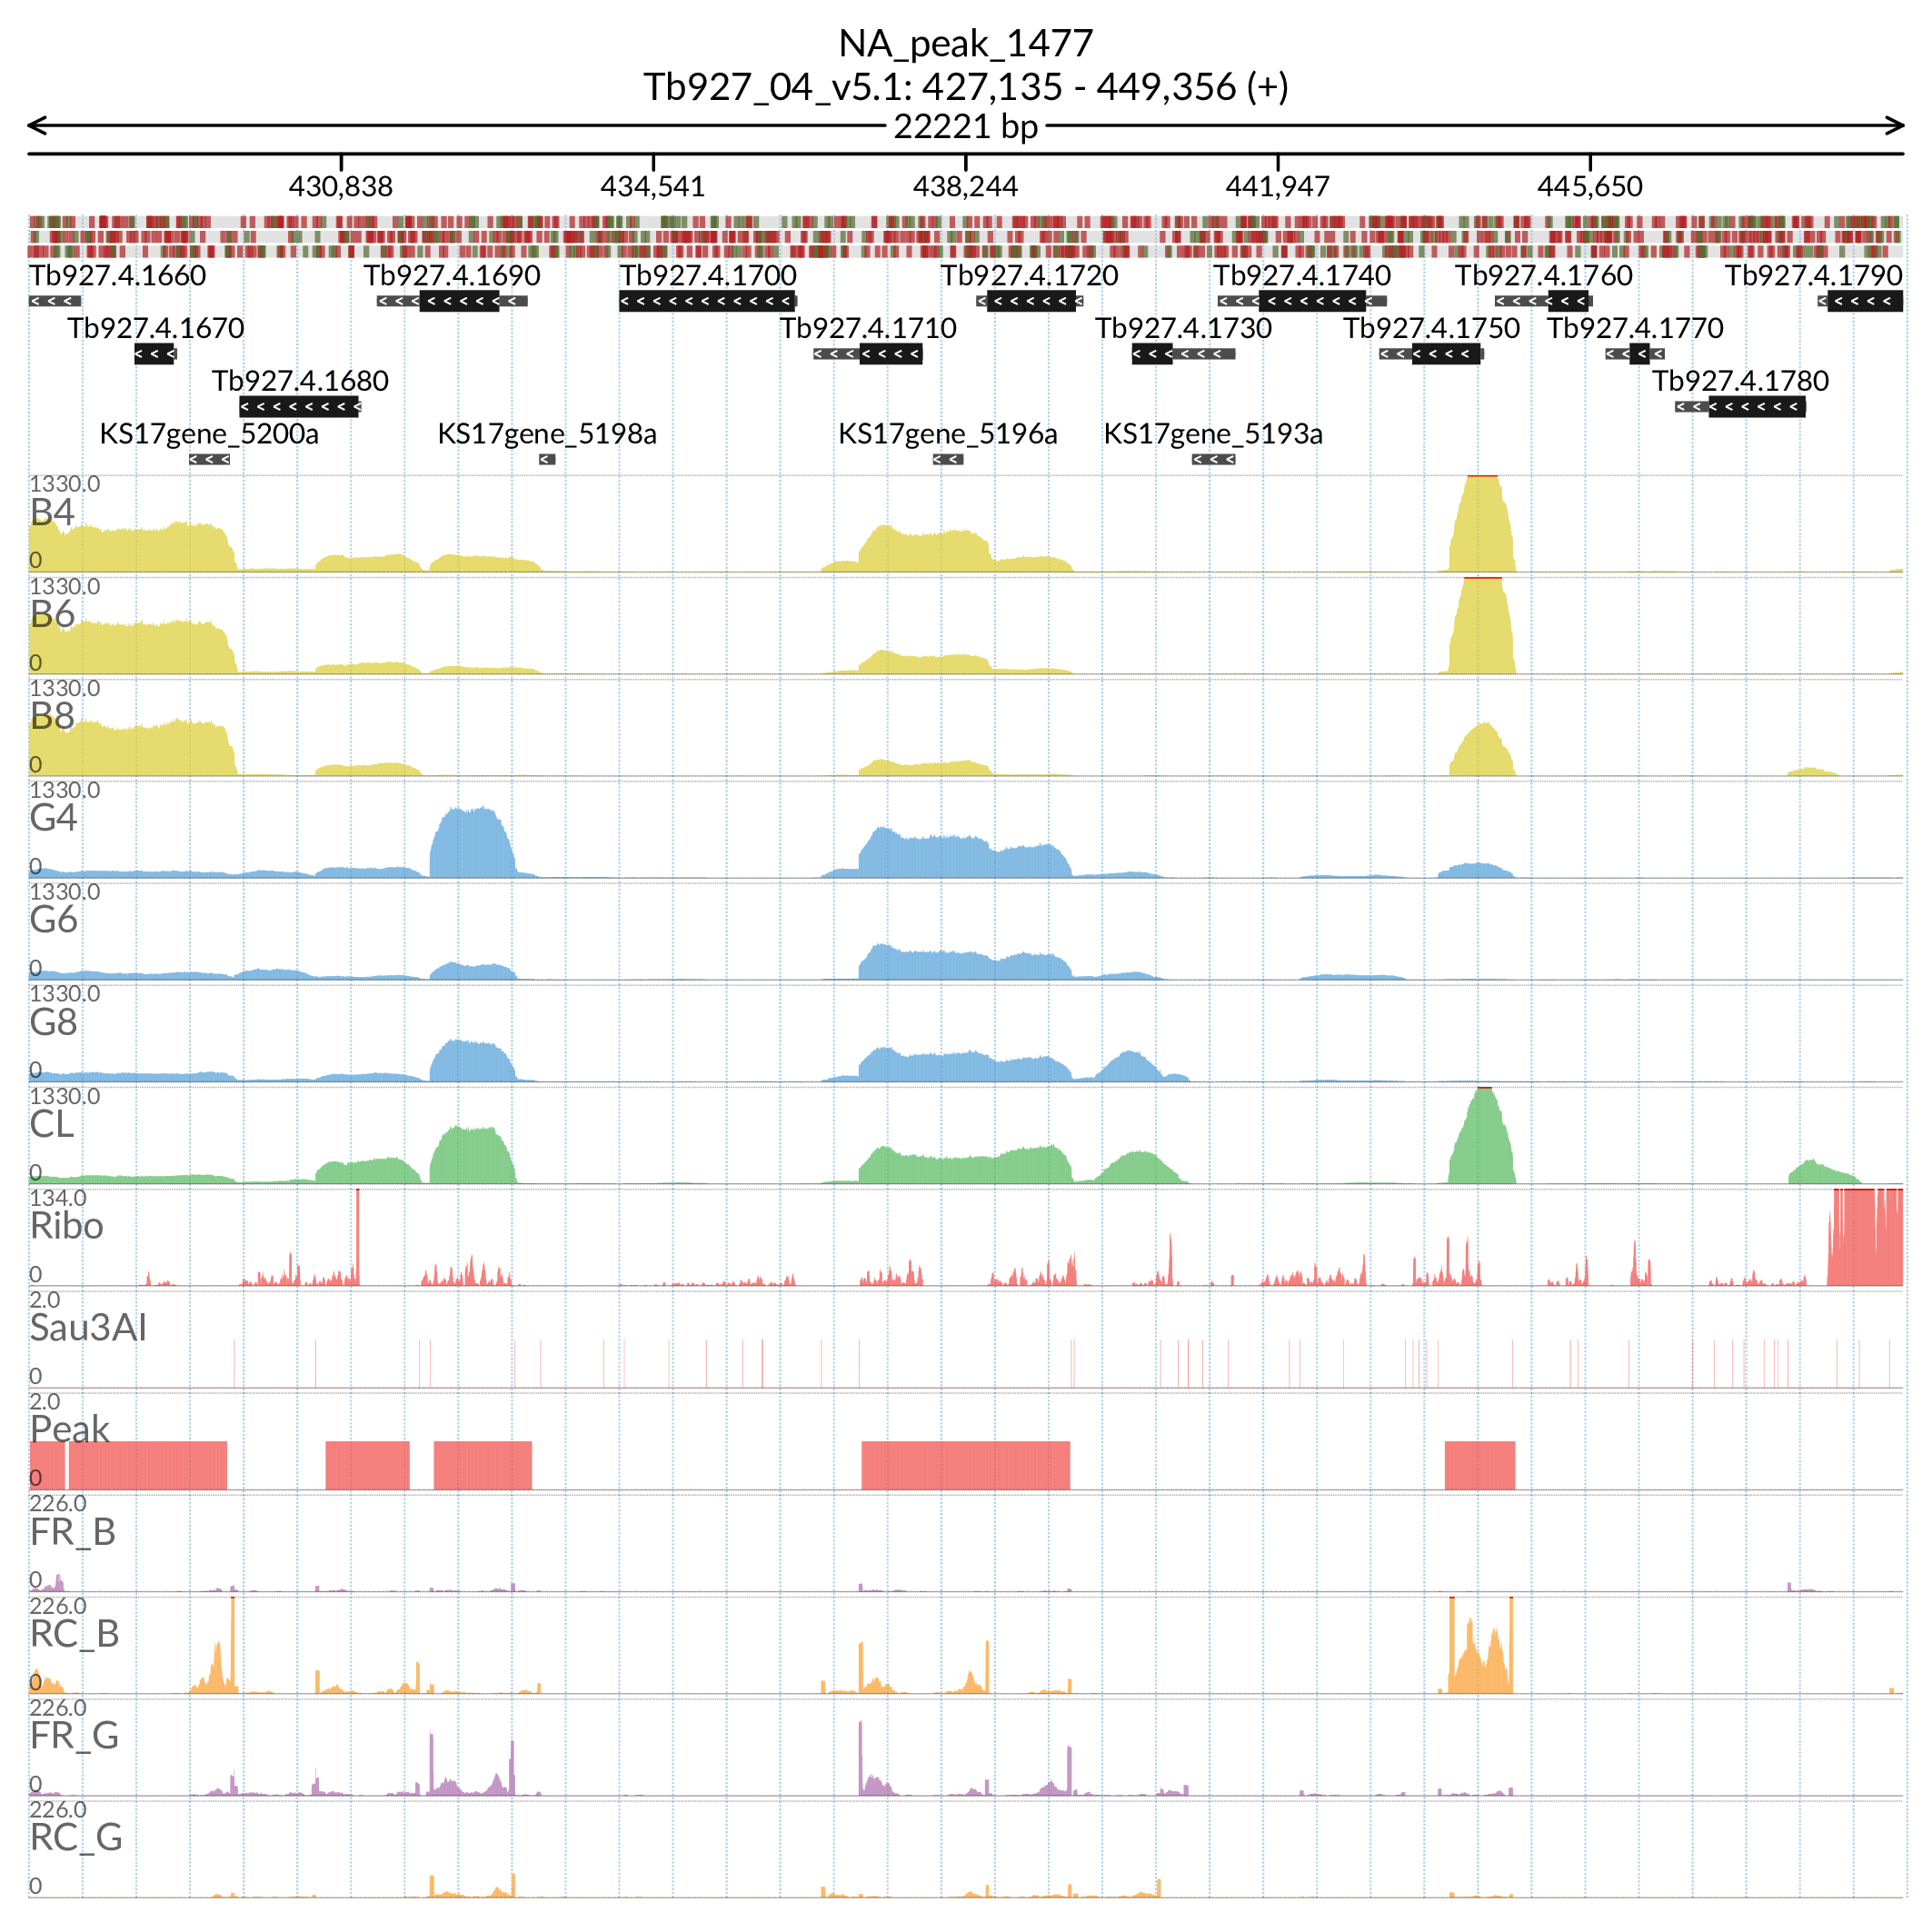 NA_peak_1477
Tb927_04_v5.1: 427,135 - 449,356 (+)
22221 bp
430,838 434,541 438,244 441,947 445,650
Tb927.4.1660 Tb927.4.1690 Tb927.4.1700 Tb927.4.1720 Tb927.4.1740 Tb927.4.1760 Tb927.4.1790
Tb927.4.1670 Tb927.4.1710 Tb927.4.1730 Tb927.4.1750 Tb927.4.1770
Tb927.4.1680 Tb927.4.1780
KS17gene_5200a KS17gene_5198a KS17gene_5196a KS17gene_5193a
1330.0
B4
0
1330.0
B6
0
1330.0
B8
0
1330.0
G4
0
1330.0
G6
0
1330.0
G8
0
1330.0
CL
0
134.0
Ribo
0
2.0
Sau3AI
0
2.0
Peak
0
226.0
FR_B
0
226.0
RC_B
0
226.0
FR_G
0
226.0
RC_G
0